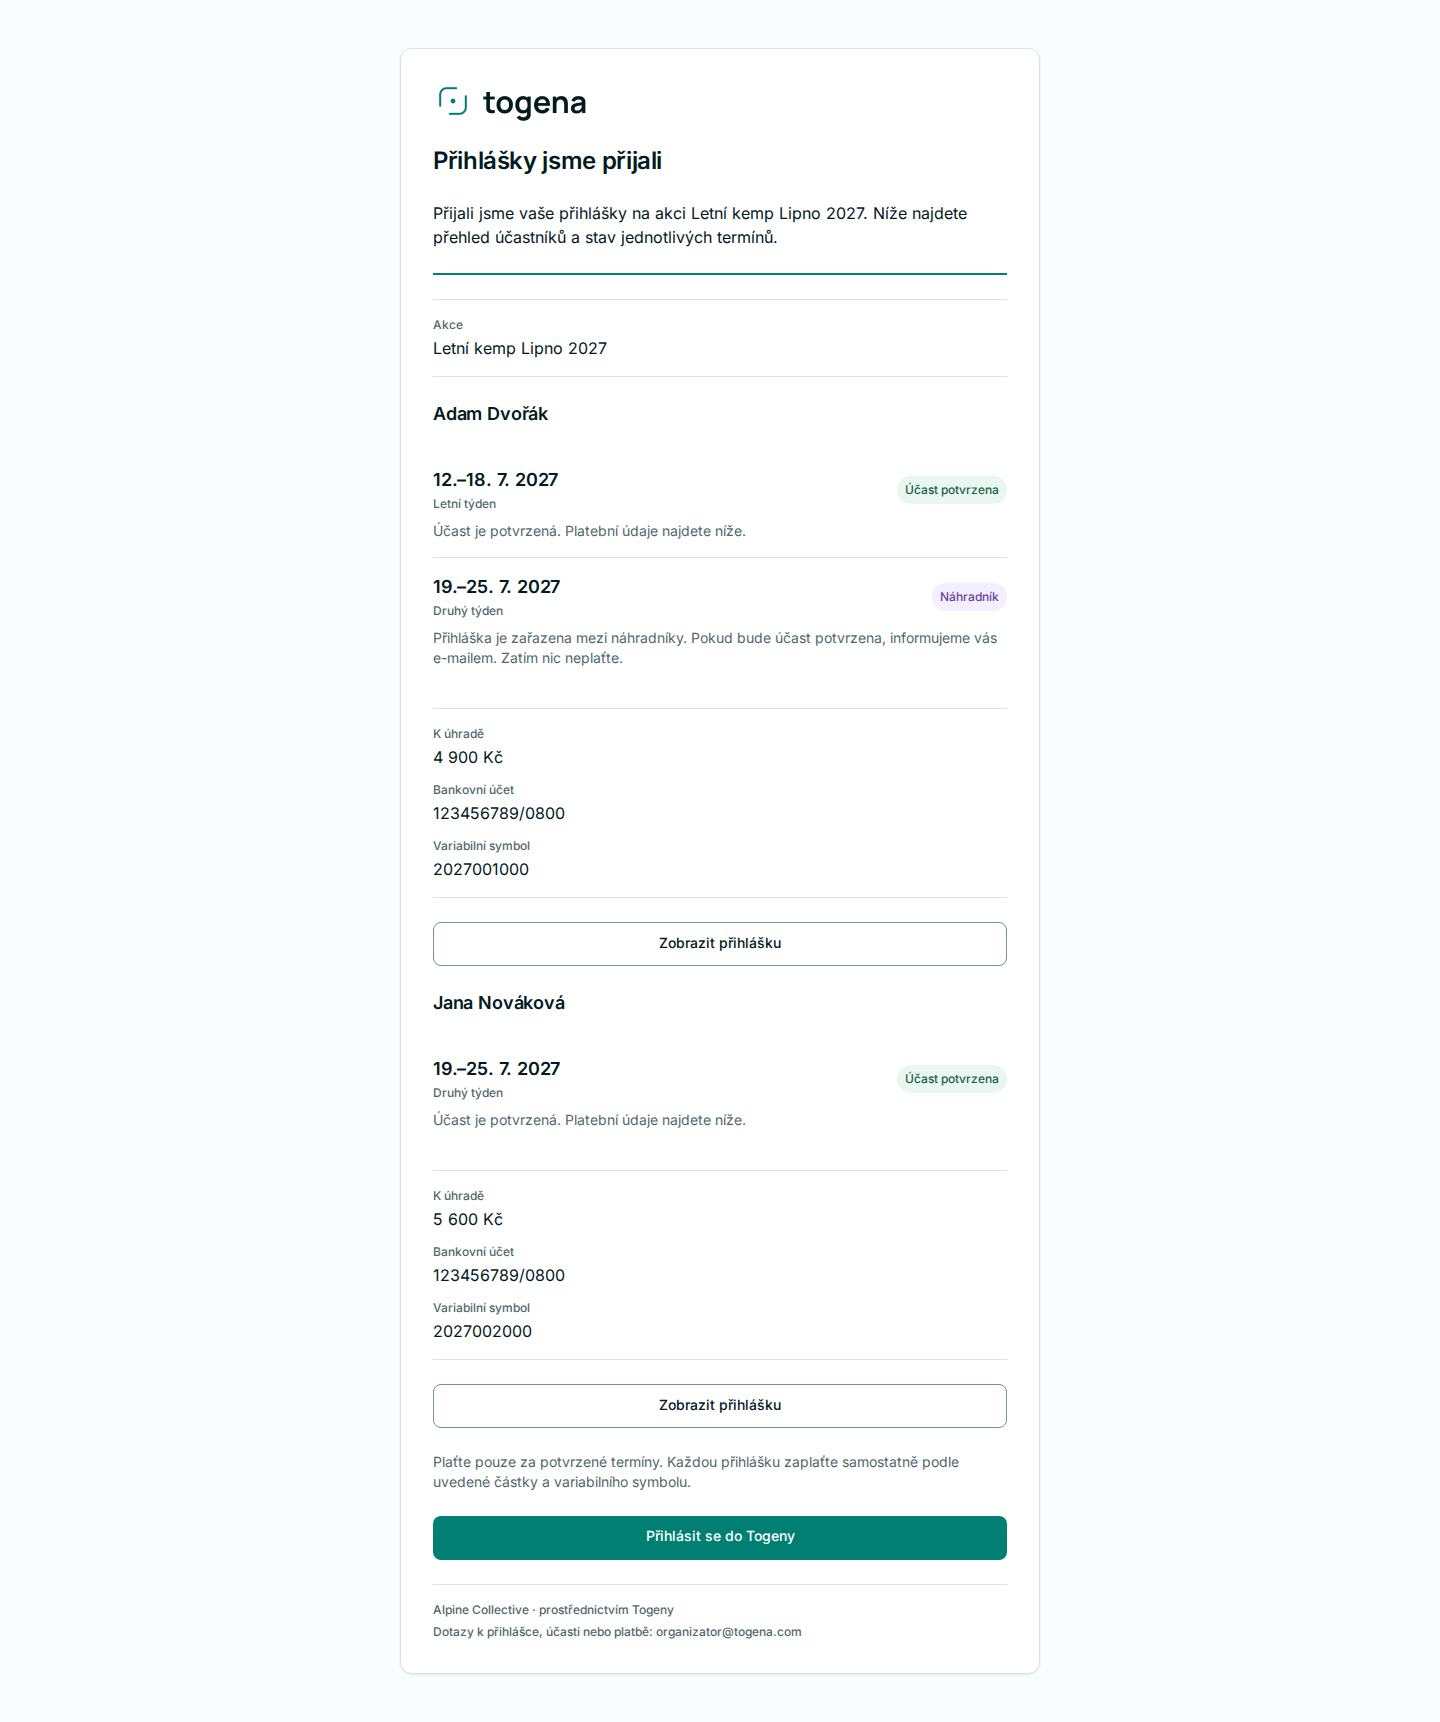 togena
Přihlášky jsme přijali
Přijali jsme vaše přihlášky na akci Letní kemp Lipno 2027. Níže najdete
přehled účastníků a stav jednotlivých termínů.
Akce
Letní kemp Lipno 2027
Adam Dvořák
12.–18. 7. 2027
Účast potvrzena
Letní týden
Účast je potvrzená. Platební údaje najdete níže.
19.–25. 7. 2027
Náhradník
Druhý týden
Přihláška je zařazena mezi náhradníky. Pokud bude účast potvrzena, informujeme vás
e-mailem. Zatím nic neplaťte.
K úhradě
4 900 Kč
Bankovní účet
123456789/0800
Variabilní symbol
2027001000
Zobrazit přihlášku
Jana Nováková
19.–25. 7. 2027
Účast potvrzena
Druhý týden
Účast je potvrzená. Platební údaje najdete níže.
K úhradě
5 600 Kč
Bankovní účet
123456789/0800
Variabilní symbol
2027002000
Zobrazit přihlášku
Plaťte pouze za potvrzené termíny. Každou přihlášku zaplaťte samostatně podle
uvedené částky a variabilního symbolu.
Přihlásit se do Togeny
Alpine Collective · prostřednictvím Togeny
Dotazy k přihlášce, účasti nebo platbě: organizator@togena.com